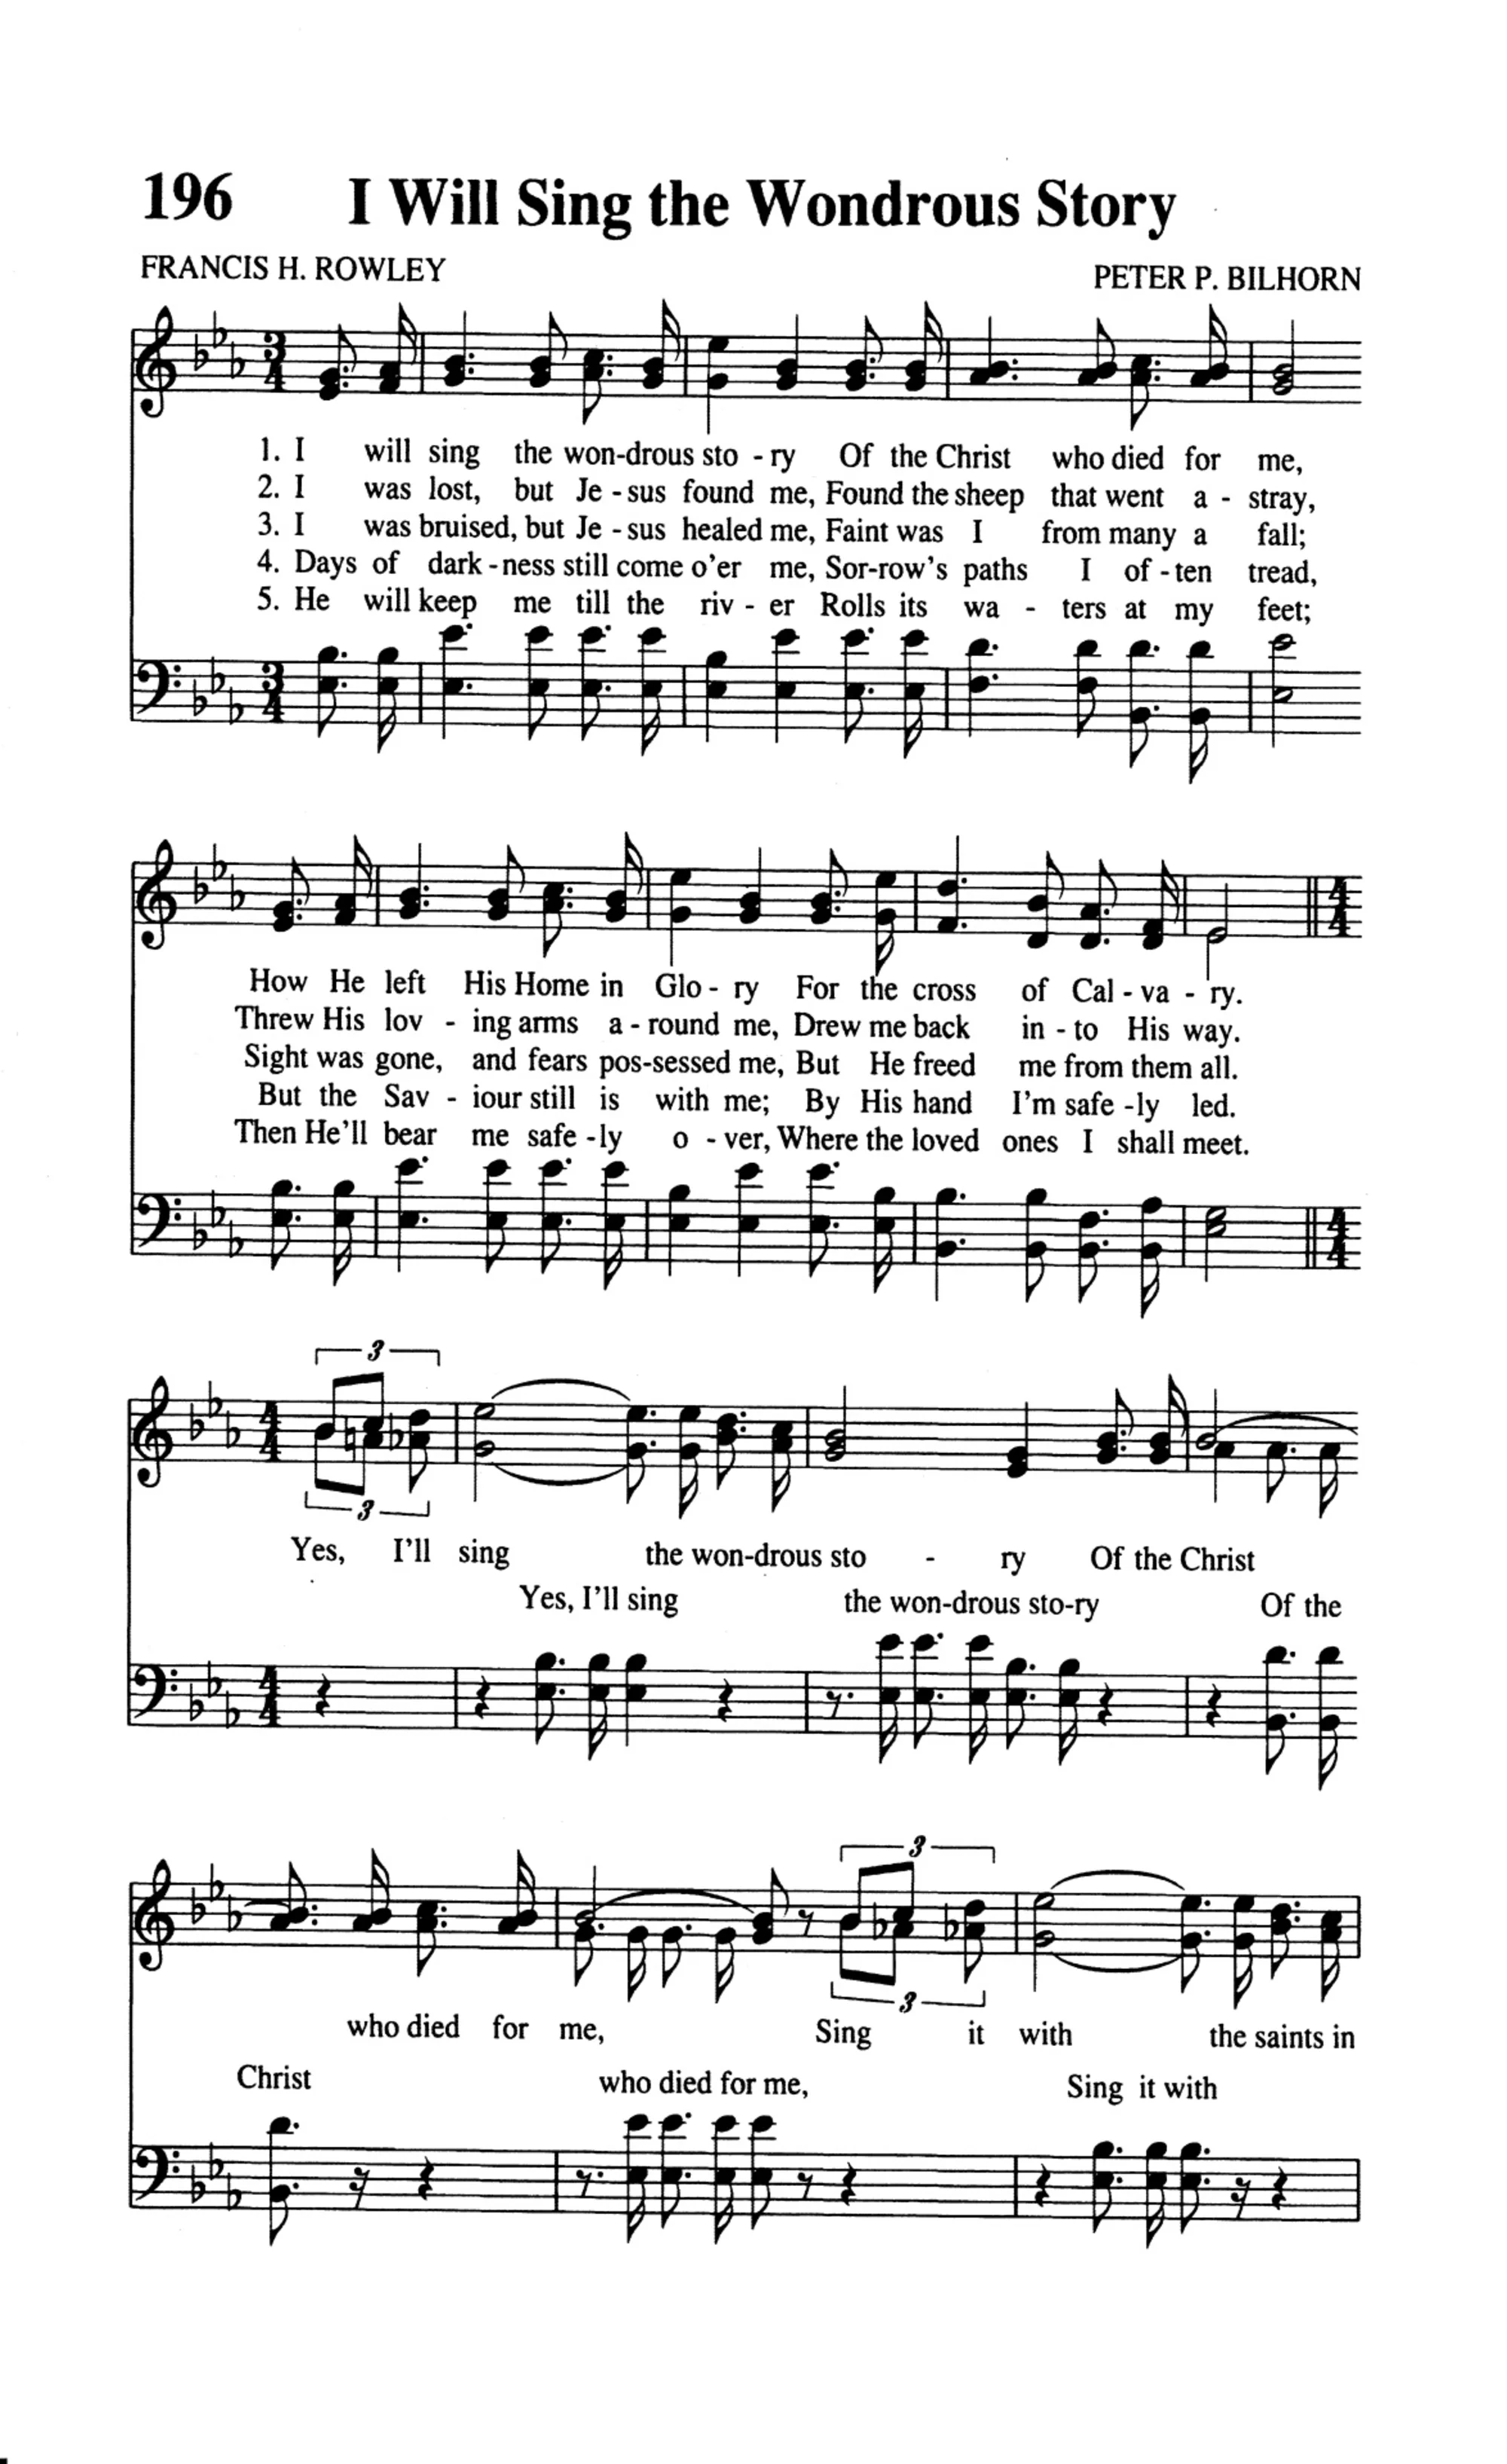 196 I Will Sing the Wondrous Story
FRANCIS H. ROWLEY PETER P. BILHORN
3
4
1. I will sing the won-drous sto - ry Of the Christ who died for me,
2. I was lost, but Je - sus found me, Found the sheep that went a - stray,
3. I was bruised, but Je - sus healed me, Faint was I from many a fall;
4. Days of dark - ness still come o'er me, Sor-row's paths I of - ten tread,
5. He will keep me till the riv - er Rolls its wa - ters at my feet;
3
4
4
4
How He left His Home in Glo - ry For the cross of Cal - va - ry.
Threw His lov - ing arms a - round me, Drew me back in - to His way.
Sight was gone, and fears pos-sessed me, But He freed me from them all.
But the Sav - iour still is with me; By His hand I'm safe -ly led.
Then He'll bear me safe -ly o - ver, Where the loved ones I shall meet.
4
4
3
4
4
3
Yes, I'll sing the won-drous sto - ry Of the Christ
Yes, I'll sing the won-drous sto-ry Of the
4
4
3
3
who died for me, Sing it with the saints in
Christ who died for me, Sing it with